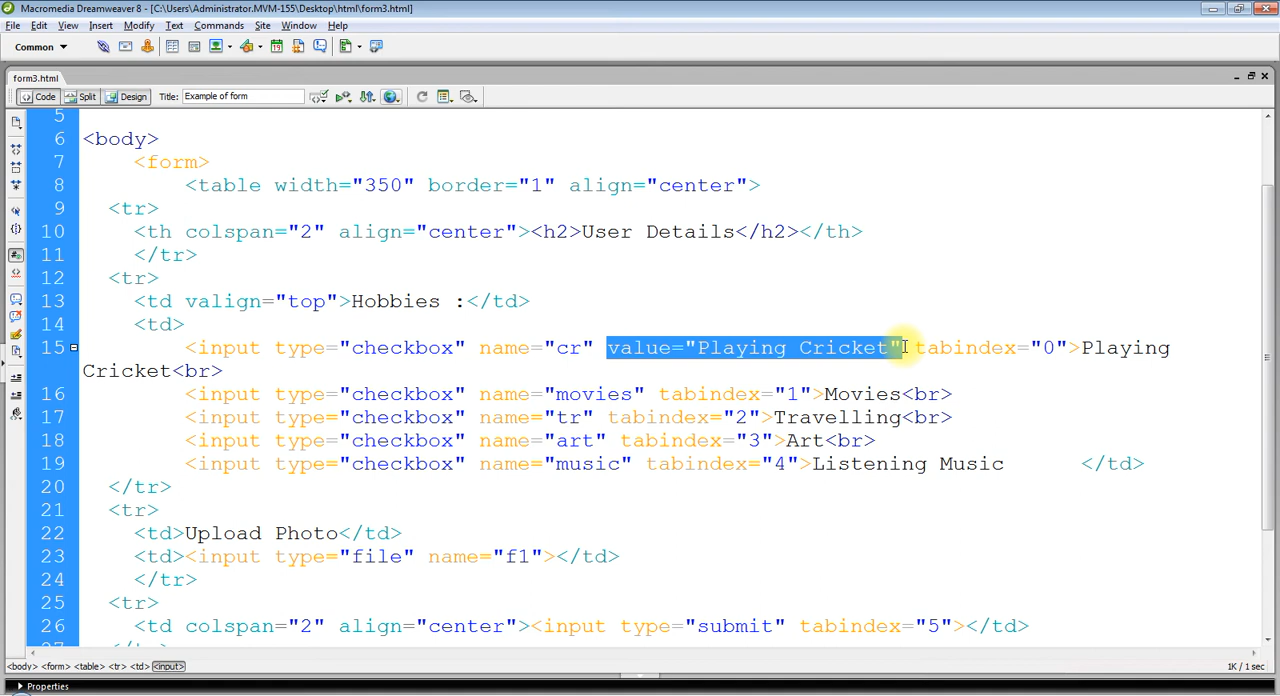 Macromedia Dreamweaver 8 - [C:\Users\Administrator.MVM-155\Desktop\html\form3.html]
File Edit View Insert Modify Text Commands Site Window Help
Common
form3.html
Code Split Design Title: Example of form
5
6 <body>
7 <form>
8 <table width="350" border="1" align="center">
9 <tr>
10 <th colspan="2" align="center"><h2>User Details</h2></th>
11 </tr>
12 <tr>
13 <td valign="top">Hobbies :</td>
14 <td>
15 <input type="checkbox" name="cr" value="Playing Cricket" tabindex="0">Playing
Cricket<br>
16 <input type="checkbox" name="movies" tabindex="1">Movies<br>
17 <input type="checkbox" name="tr" tabindex="2">Travelling<br>
18 <input type="checkbox" name="art" tabindex="3">Art<br>
19 <input type="checkbox" name="music" tabindex="4">Listening Music </td>
20 </tr>
21 <tr>
22 <td>Upload Photo</td>
23 <td><input type="file" name="f1"></td>
24 </tr>
25 <tr>
26 <td colspan="2" align="center"><input type="submit" tabindex="5"></td>
27 </tr>
<body> <form> <table> <tr> <td> <input> 1K / 1 sec
Properties